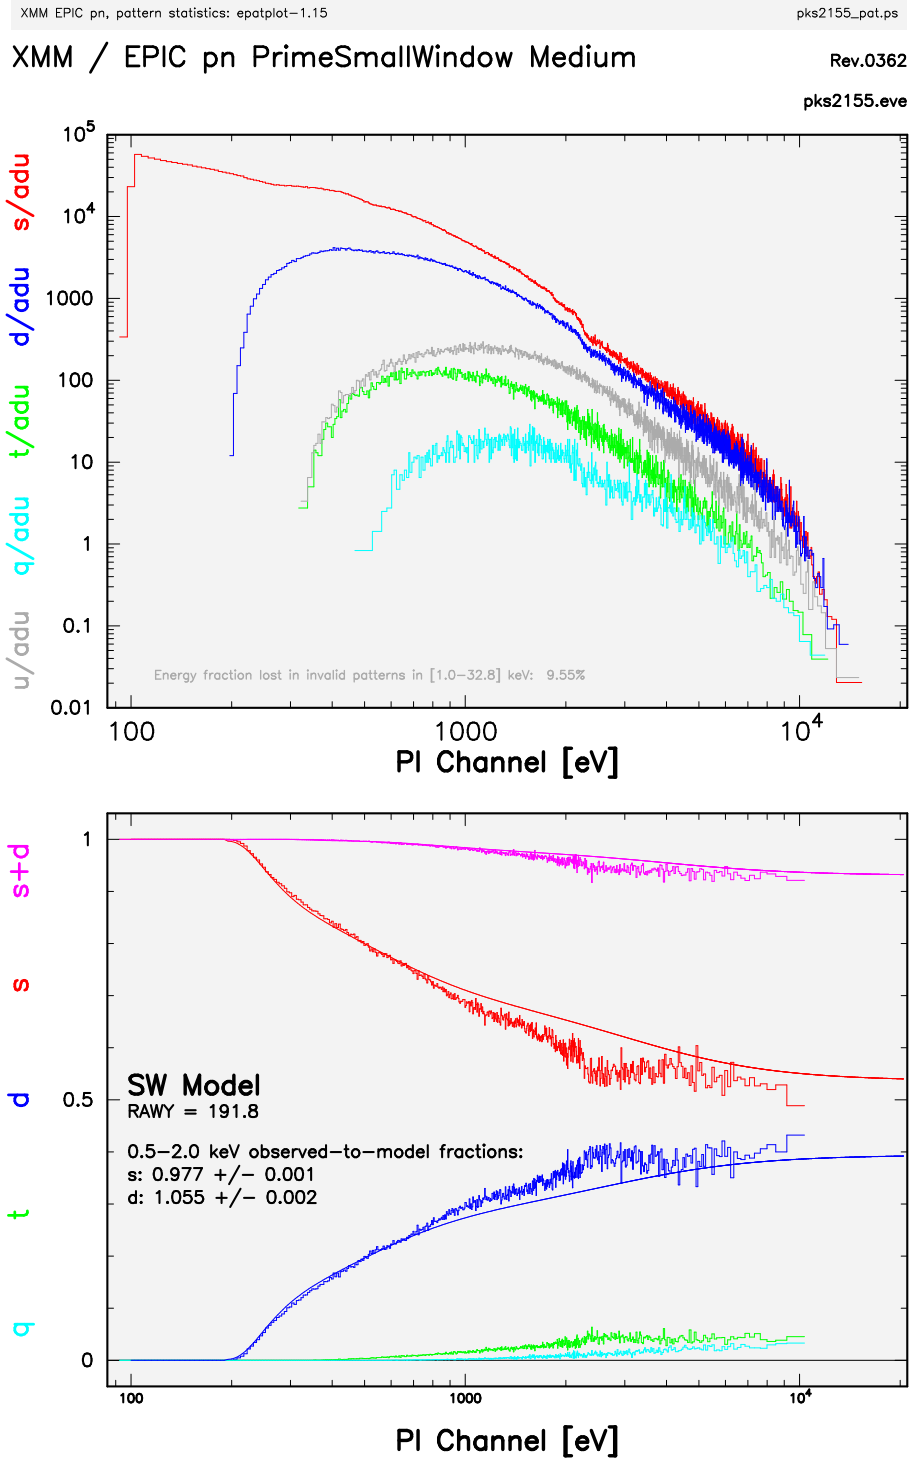 XMM EPIC pn, pattern statistics: epatplot-1.15 pks2155_pat.ps
XMM / EPIC pn PrimeSmallWindow Medium Rev.0362
pks2155.eve
u/adu q/adu t/adu d/adu s/adu
10^5
10^4
1000
100
10
1
0.1
0.01
Energy fraction lost in invalid patterns in [1.0-32.8] keV: 9.55%
100 1000 10^4
PI Channel [eV]
q t d s s+d
1
0.5
0
SW Model
RAWY = 191.8
0.5-2.0 keV observed-to-model fractions:
s: 0.977 +/- 0.001
d: 1.055 +/- 0.002
100 1000 10^4
PI Channel [eV]